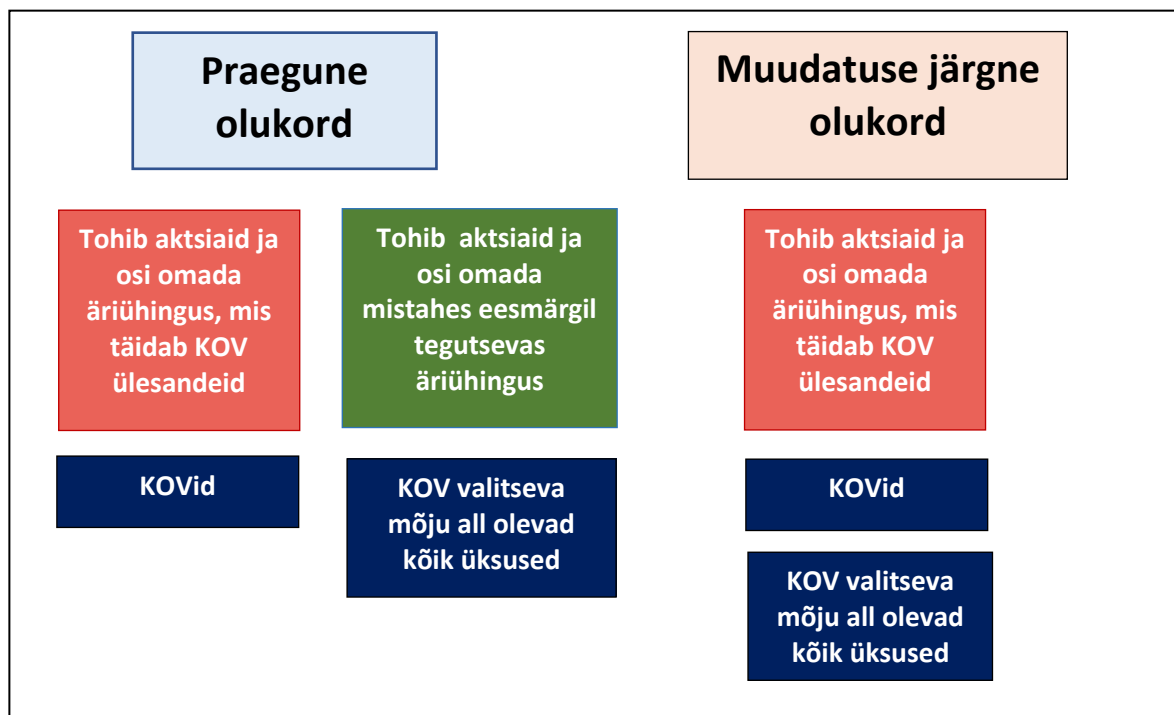 Praegune
olukord
Muudatuse järgne
olukord
Tohib aktsiaid ja
osi omada
äriühingus, mis
täidab KOV
ülesandeid
Tohib aktsiaid ja
osi omada
mistahes eesmärgil
tegutsevas
äriühingus
Tohib aktsiaid ja
osi omada
äriühingus, mis
täidab KOV
ülesandeid
KOVid
KOV valitseva
mõju all olevad
kõik üksused
KOVid
KOV valitseva
mõju all olevad
kõik üksused